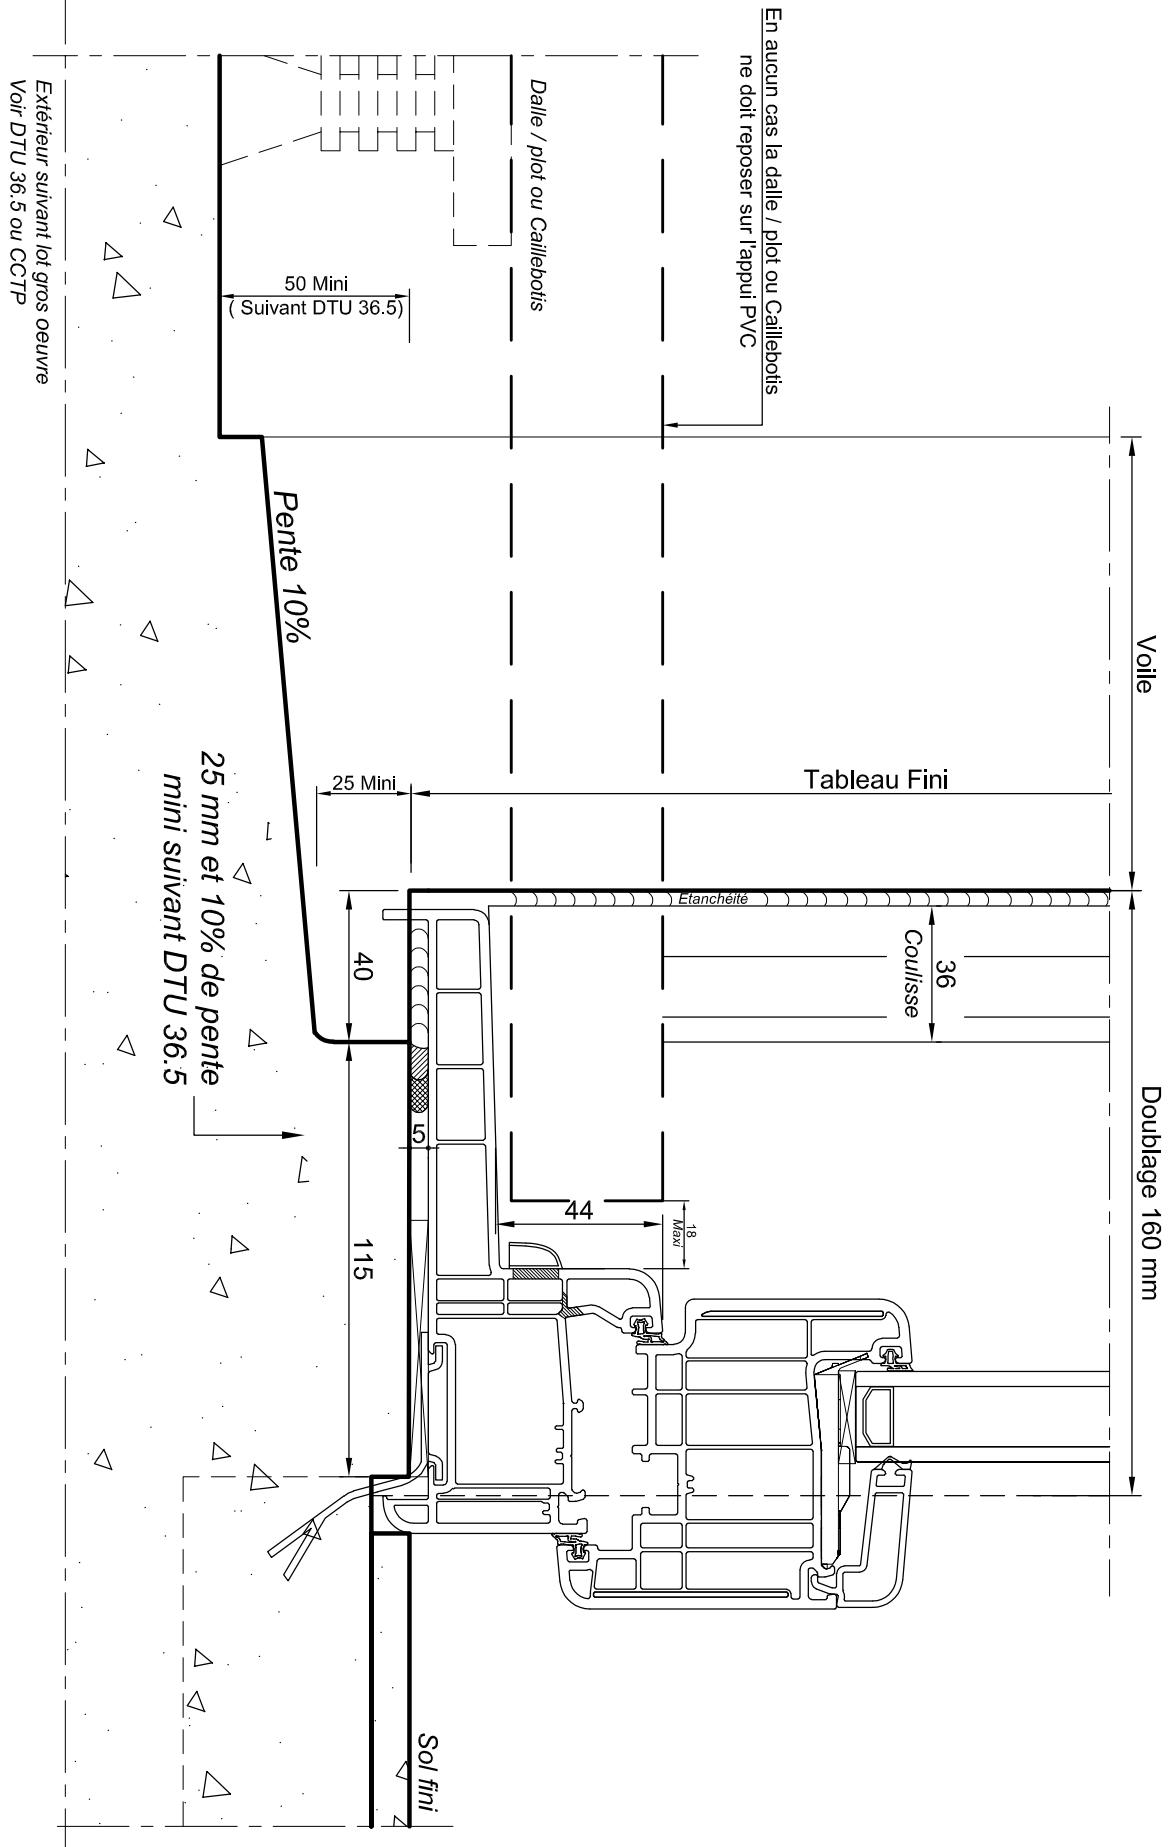 En aucun cas la dalle / plot ou Caillebotis
ne doit reposer sur l'appui PVC
Dalle / plot ou Caillebotis
50 Mini
( Suivant DTU 36.5)
Extérieur suivant lot gros oeuvre
Voir DTU 36.5 ou CCTP
Pente 10%
Voile
Tableau Fini
25 Mini
25 mm et 10% de pente
mini suivant DTU 36.5
Etanchéité
36
Coulisse
40
Doublage 160 mm
5
115
44
18
Maxi
Sol fini